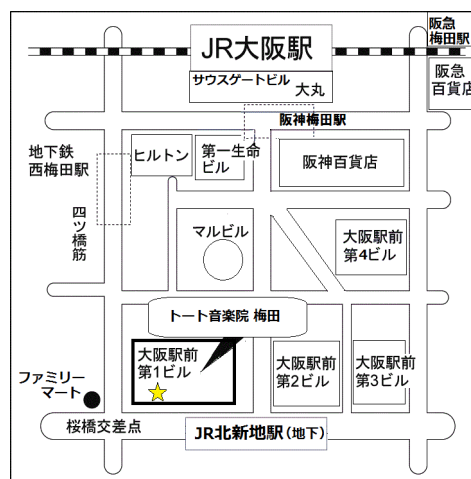 阪急
梅田駅
JR大阪駅
サウスゲートビル
大丸
阪急
百貨店
阪神梅田駅
地下鉄
西梅田駅
ヒルトン
第一生命
ビル
阪神百貨店
四ツ橋筋
マルビル
大阪駅前
第4ビル
トート音楽院 梅田
大阪駅前
第1ビル
大阪駅前
第2ビル
大阪駅前
第3ビル
ファミリー
マート
桜橋交差点
JR北新地駅(地下)